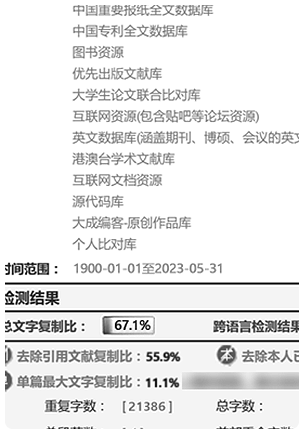 中国重要报纸全文数据库
中国专利全文数据库
图书资源
优先出版文献库
大学生论文联合比对库
互联网资源(包含贴吧等论坛资源)
英文数据库(涵盖期刊、博硕、会议的英文
港澳台学术文献库
互联网文档资源
源代码库
大成编客-原创作品库
个人比对库
时间范围： 1900-01-01至2023-05-31
检测结果
总文字复制比： 67.1% 跨语言检测结果
去除引用文献复制比：55.9% 去除本人已
单篇最大文字复制比：11.1%
重复字数： [21386] 总字数：